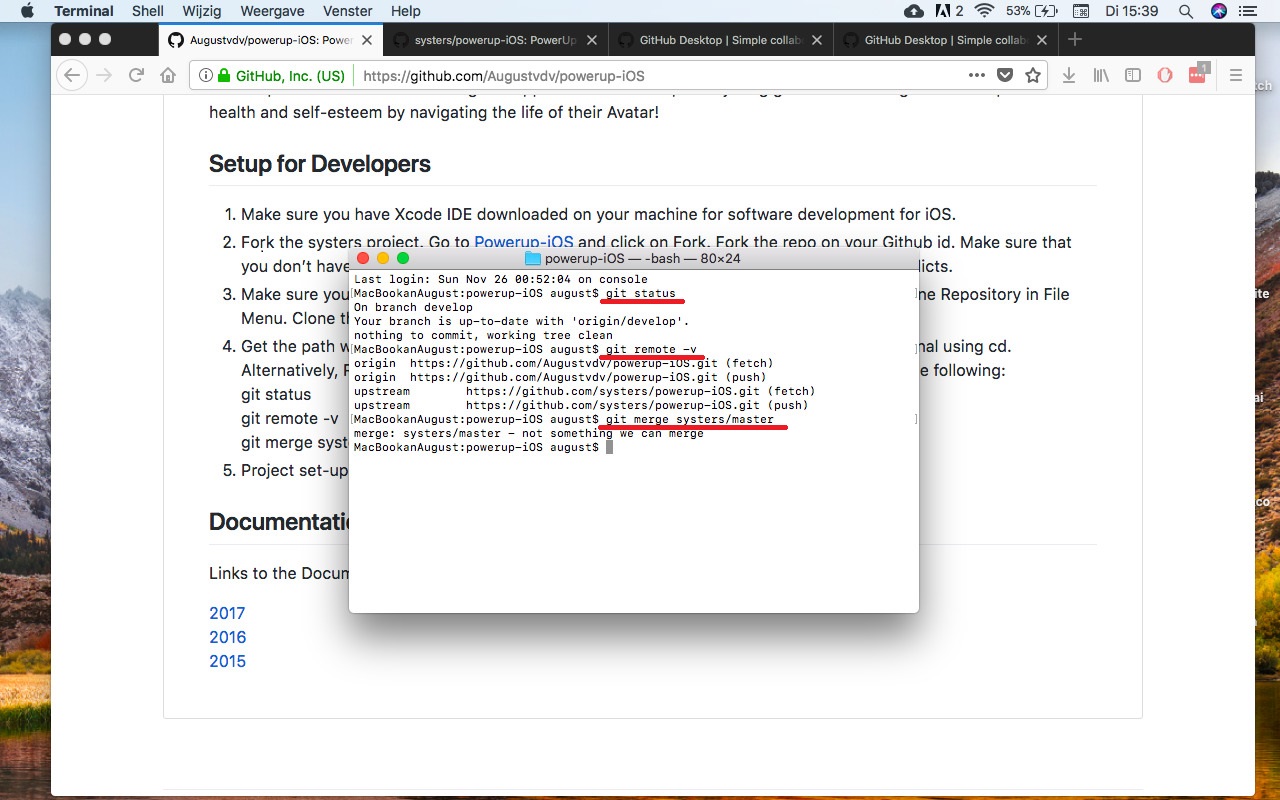 Terminal Shell Wijzig Weergave Venster Help 2 53% Di 15:39
Augustvdv/powerup-iOS: Power systers/powerup-iOS: PowerUp GitHub Desktop | Simple collab GitHub Desktop | Simple collab
GitHub, Inc. (US) https://github.com/Augustvdv/powerup-iOS 1
health and self-esteem by navigating the life of their Avatar!
Setup for Developers
1. Make sure you have Xcode IDE downloaded on your machine for software development for iOS.
2. Fork the systers project. Go to Powerup-iOS and click on Fork. Fork the repo on your Github id. Make sure that
you don't have
3. Make sure you ne Repository in File
Menu. Clone th
4. Get the path w nal using cd.
Alternatively, e following:
git status
git remote -v
git merge syst
5. Project set-up
Documentatio
Links to the Docum
2017
2016
2015
powerup-iOS — -bash — 80×24
Last login: Sun Nov 26 00:52:04 on console
[MacBookanAugust:powerup-iOS august$ git status ]
On branch develop
Your branch is up-to-date with 'origin/develop'.
nothing to commit, working tree clean
[MacBookanAugust:powerup-iOS august$ git remote -v ]
origin https://github.com/Augustvdv/powerup-iOS.git (fetch)
origin https://github.com/Augustvdv/powerup-iOS.git (push)
upstream https://github.com/systers/powerup-iOS.git (fetch)
upstream https://github.com/systers/powerup-iOS.git (push)
[MacBookanAugust:powerup-iOS august$ git merge systers/master ]
merge: systers/master - not something we can merge
MacBookanAugust:powerup-iOS august$